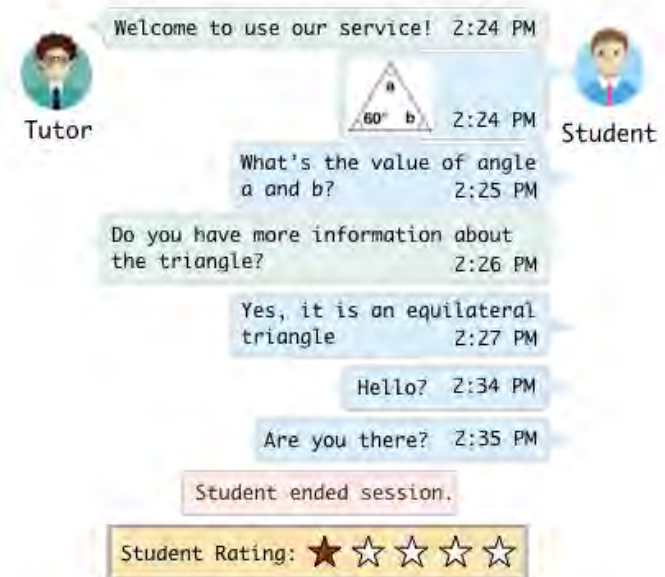 Welcome to use our service! 2:24 PM
Tutor
a
60° b
2:24 PM
Student
What's the value of angle
a and b? 2:25 PM
Do you have more information about
the triangle? 2:26 PM
Yes, it is an equilateral
triangle 2:27 PM
Hello? 2:34 PM
Are you there? 2:35 PM
Student ended session.
Student Rating: